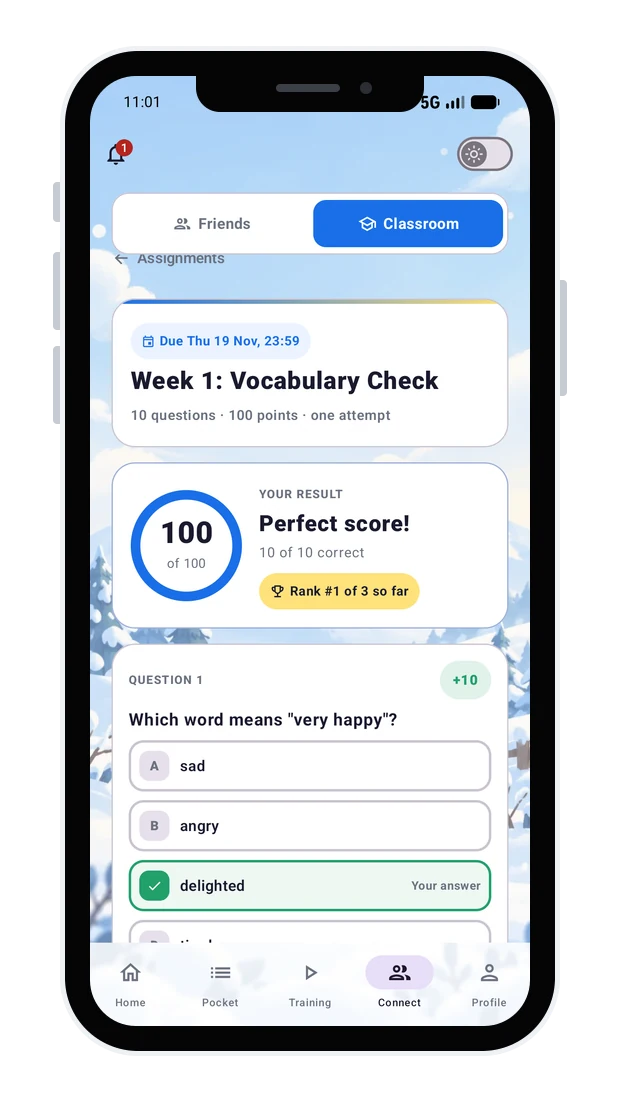 11:01
5G
1
Friends
Classroom
Assignments
Due Thu 19 Nov, 23:59
Week 1: Vocabulary Check
10 questions · 100 points · one attempt
100
of 100
YOUR RESULT
Perfect score!
10 of 10 correct
Rank #1 of 3 so far
QUESTION 1
+10
Which word means "very happy"?
A
sad
B
angry
delighted
Your answer
Home
Pocket
Training
Connect
Profile